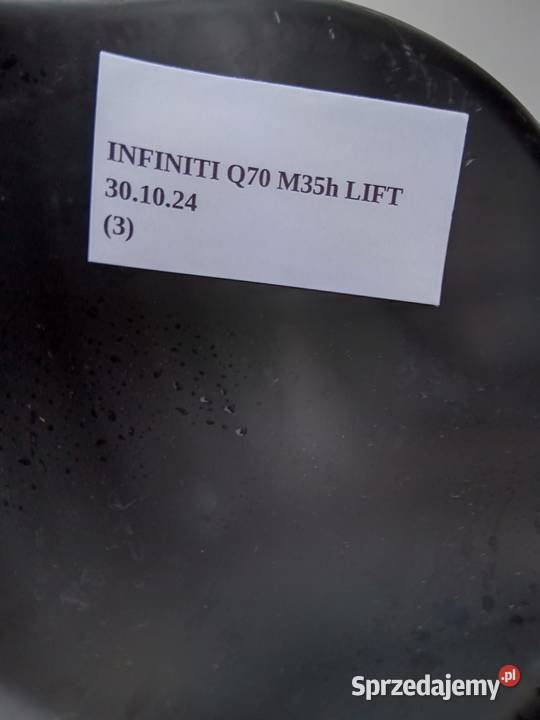 INFINITI Q70 M35h LIFT
30.10.24
(3)
Sprzedajemy.pl